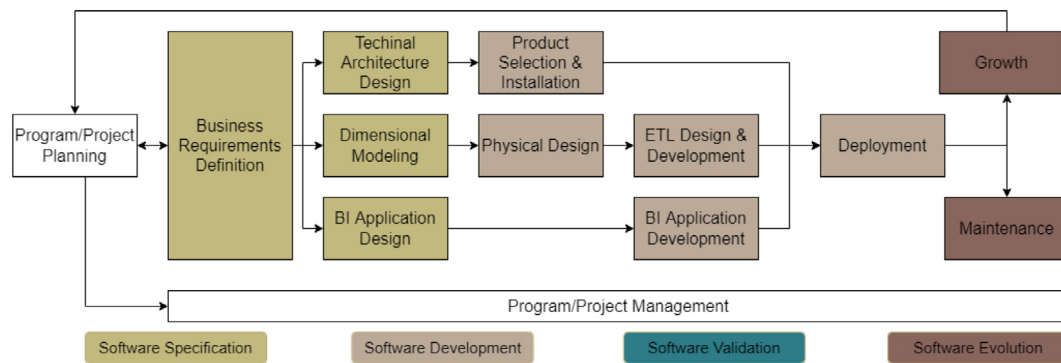 Techinal
Architecture
Design
Product
Selection &
Installation
Growth
Program/Project
Planning
Business
Requirements
Definition
Dimensional
Modeling
Physical Design
ETL Design &
Development
Deployment
BI Application
Design
BI Application
Development
Maintenance
Program/Project Management
Software Specification
Software Development
Software Validation
Software Evolution